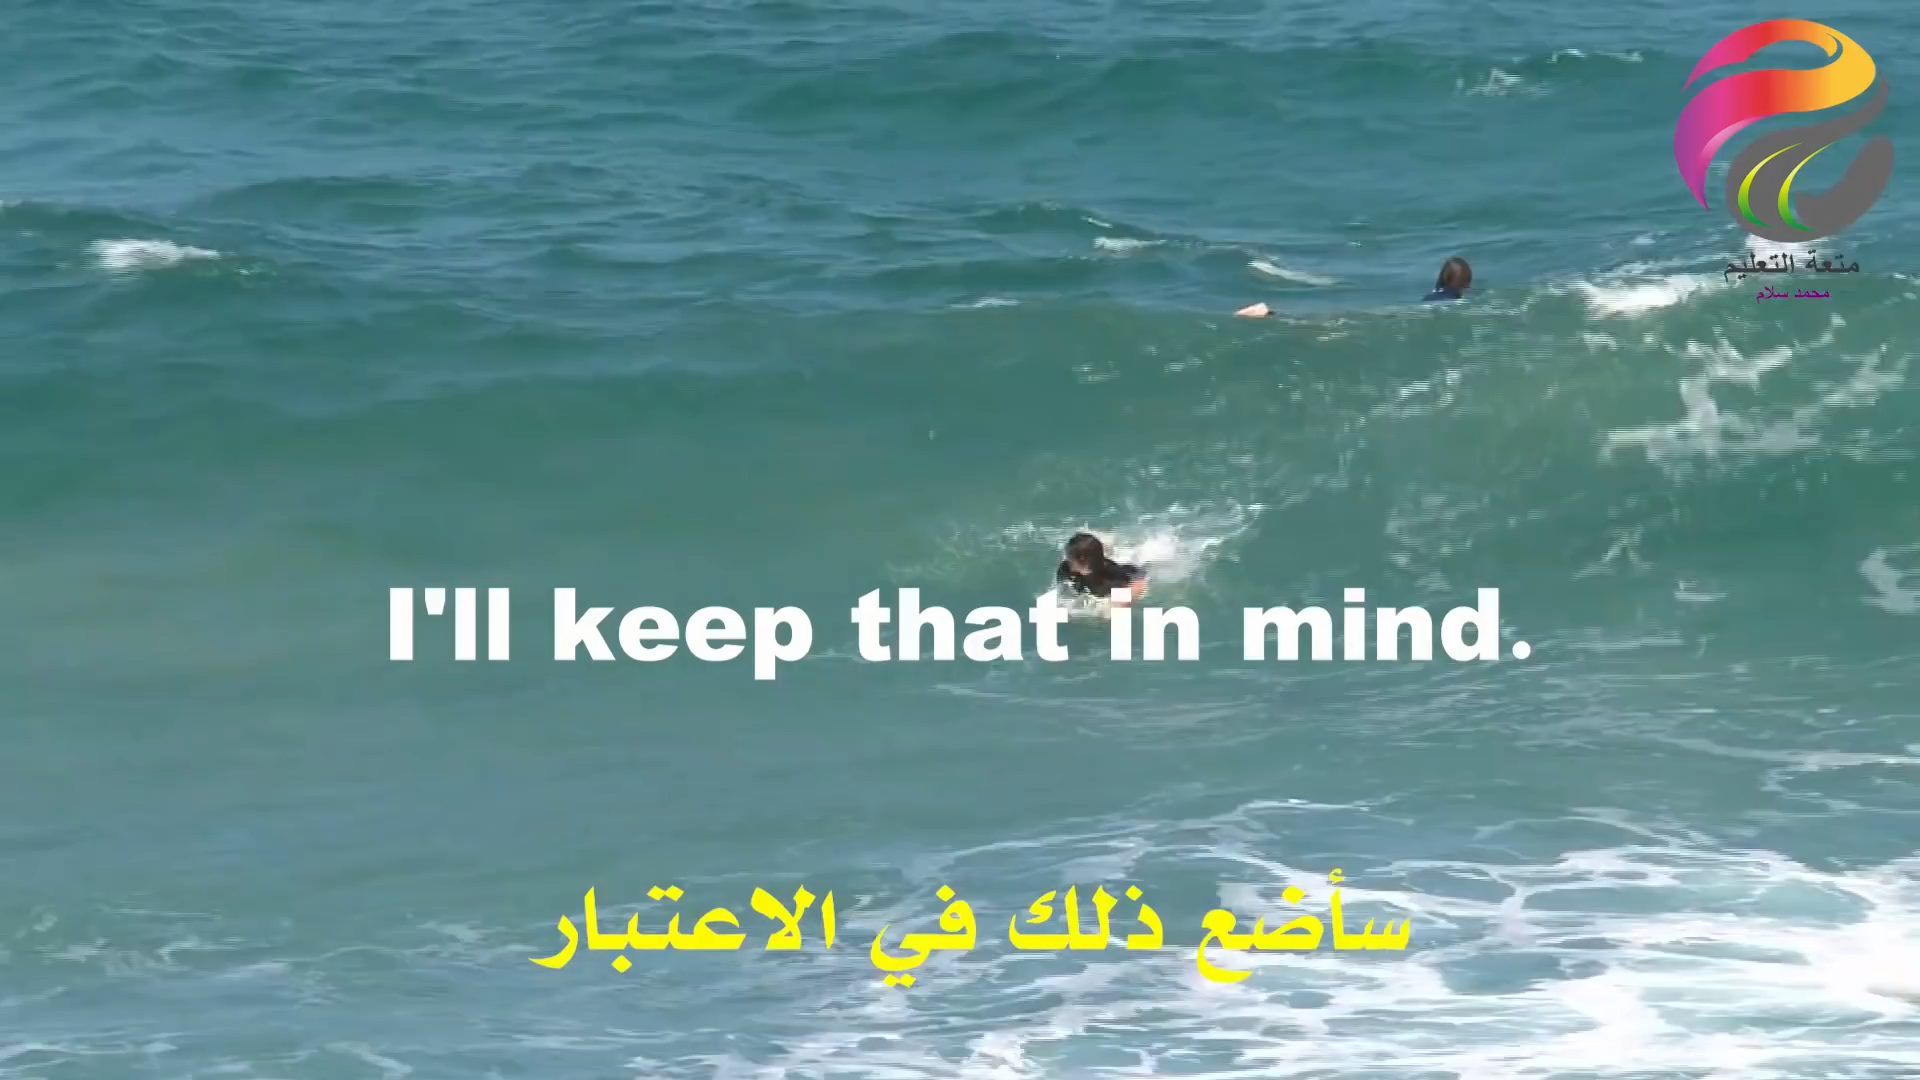 متعة التعليم
محمد سلام
I'll keep that in mind.
سأضع ذلك في الاعتبار